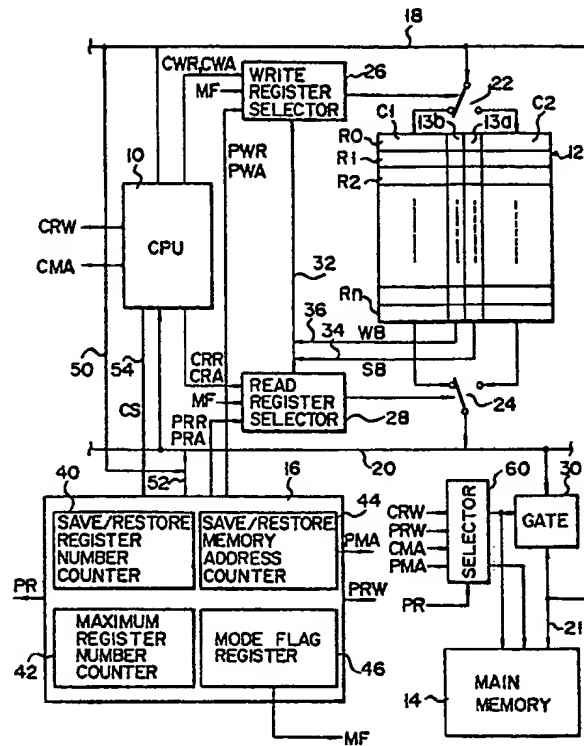 18
CWR,CWA
MF
WRITE
REGISTER
SELECTOR
26
22
C1
13b
13a
C2
R0
R1
R2
12
Rn
10
CPU
CRW
CMA
PWR
PWA
32
36
34
WB
SB
50
54
CS
CRR
CRA
MF
PRR
PRA
READ
REGISTER
SELECTOR
28
24
20
52
40
16
44
SAVE/RESTORE
REGISTER
NUMBER
COUNTER
SAVE/RESTORE
MEMORY
ADDRESS
COUNTER
PMA
PRW
PR
MAXIMUM
REGISTER
NUMBER
COUNTER
42
MODE FLAG
REGISTER
46
MF
60
CRW
PRW
CMA
PMA
PR
SELECTOR
30
GATE
21
14
MAIN
MEMORY